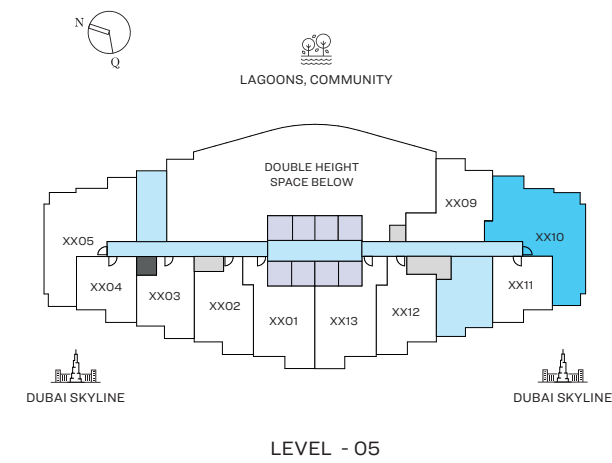 N
Q
LAGOONS, COMMUNITY
DOUBLE HEIGHT
SPACE BELOW
XX09
XX05
XX10
XX04
XX03
XX02
XX01
XX13
XX12
XX11
DUBAI SKYLINE
DUBAI SKYLINE
LEVEL - 05